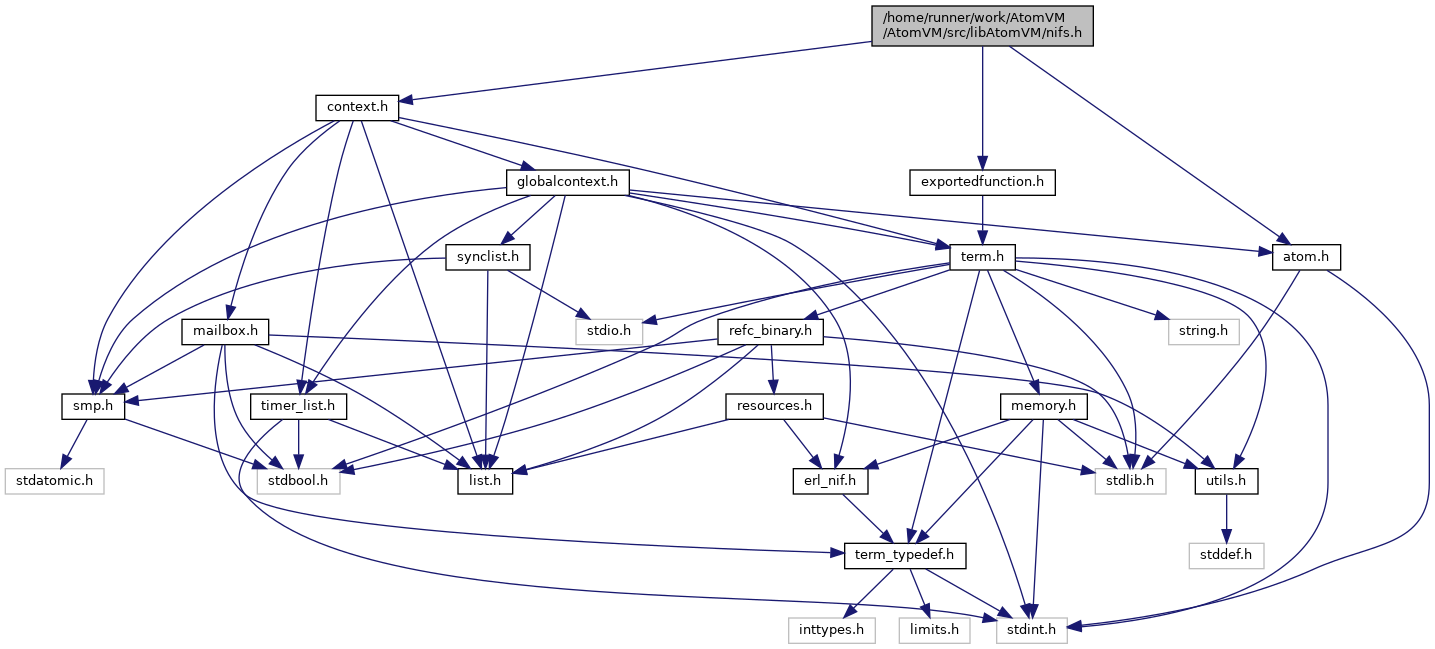 /home/runner/work/AtomVM
/AtomVM/src/libAtomVM/nifs.h
context.h
exportedfunction.h
globalcontext.h
synclist.h
term.h
atom.h
mailbox.h
stdio.h
refc_binary.h
string.h
smp.h
timer_list.h
resources.h
memory.h
stdatomic.h
stdbool.h
list.h
erl_nif.h
stdlib.h
utils.h
term_typedef.h
stddef.h
inttypes.h
limits.h
stdint.h